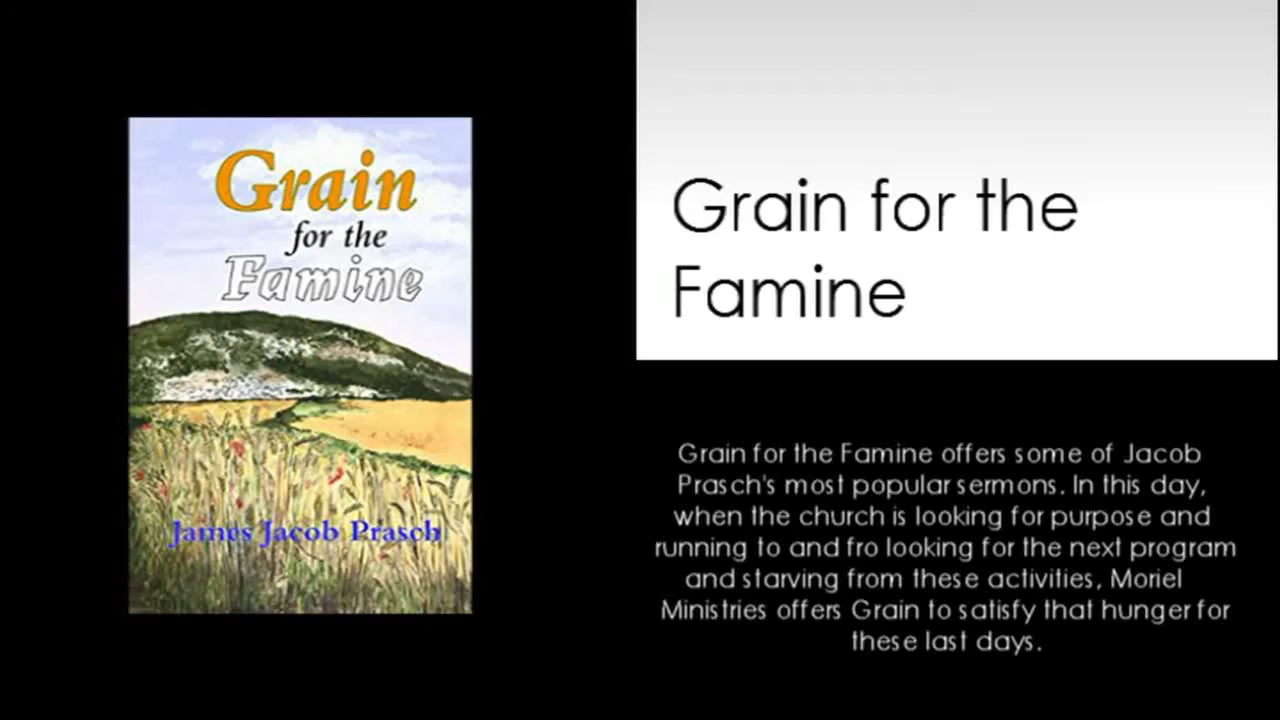 Grain
for the
Famine
James Jacob Prasch
Grain for the
Famine
Grain for the Famine offers some of Jacob
Prasch's most popular sermons. In this day,
when the church is looking for purpose and
running to and fro looking for the next program
and starving from these activities, Moriel
Ministries offers Grain to satisfy that hunger for
these last days.